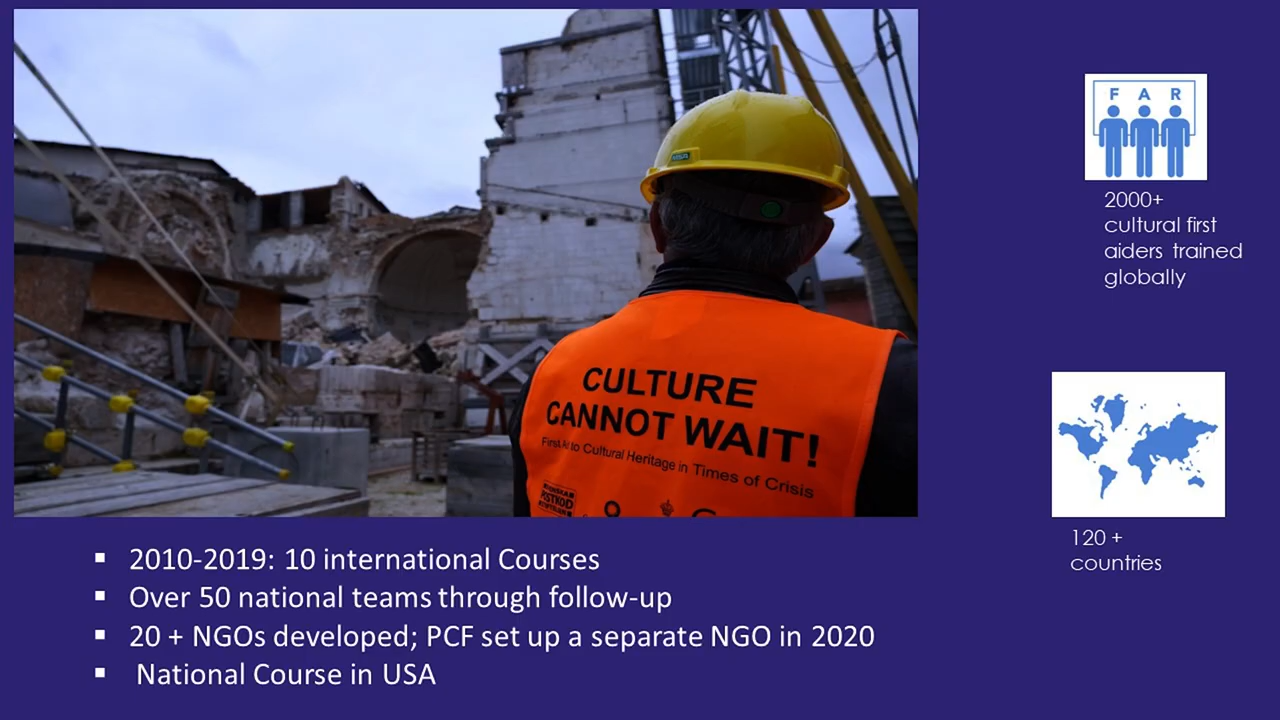 CULTURE
CANNOT WAIT!
First Aid to Cultural Heritage in Times of Crisis
F A R
2000+
cultural first
aiders trained
globally
120 +
countries
▪ 2010-2019: 10 international Courses
▪ Over 50 national teams through follow-up
▪ 20 + NGOs developed; PCF set up a separate NGO in 2020
▪ National Course in USA